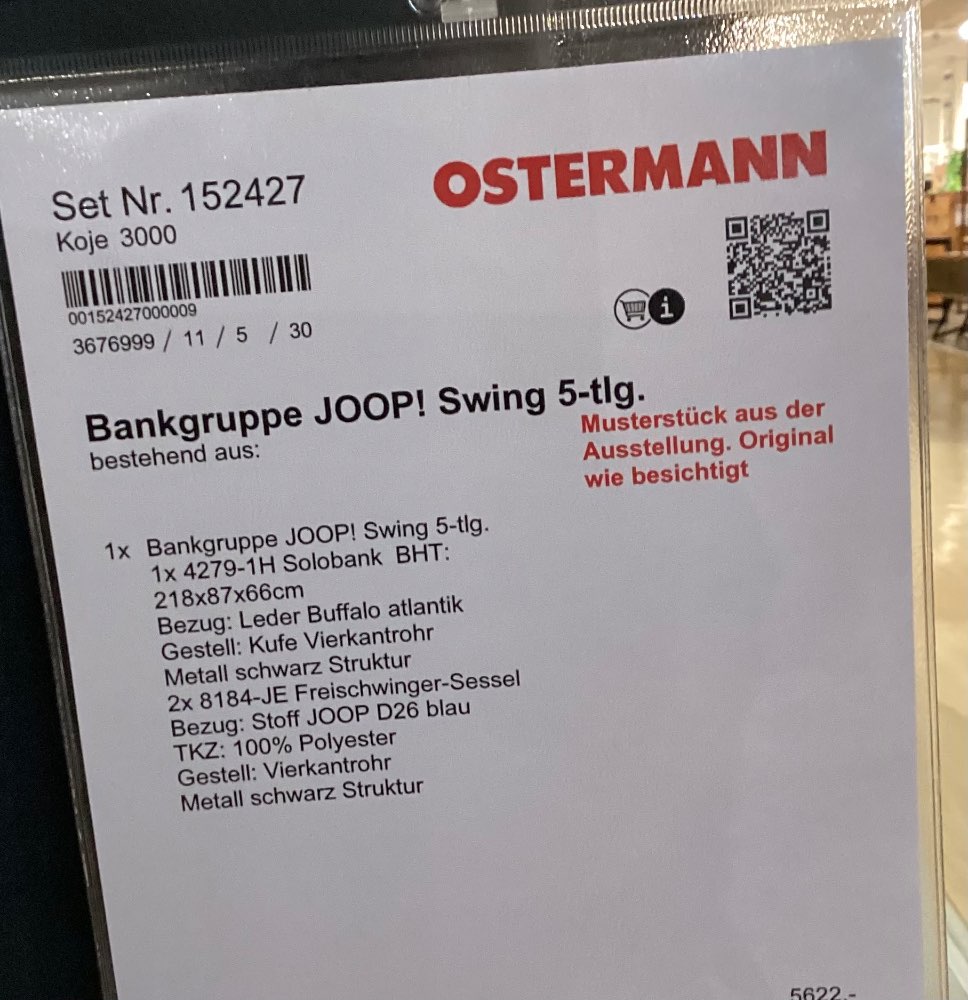 OSTERMANN
Set Nr. 152427
Koje 3000
00152427000009
3676999 / 11 / 5 / 30
Bankgruppe JOOP! Swing 5-tlg.
bestehend aus:
Musterstück aus der
Ausstellung. Original
wie besichtigt
1x Bankgruppe JOOP! Swing 5-tlg.
1x 4279-1H Solobank BHT:
218x87x66cm
Bezug: Leder Buffalo atlantik
Gestell: Kufe Vierkantrohr
Metall schwarz Struktur
2x 8184-JE Freischwinger-Sessel
Bezug: Stoff JOOP D26 blau
TKZ: 100% Polyester
Gestell: Vierkantrohr
Metall schwarz Struktur
5622,-